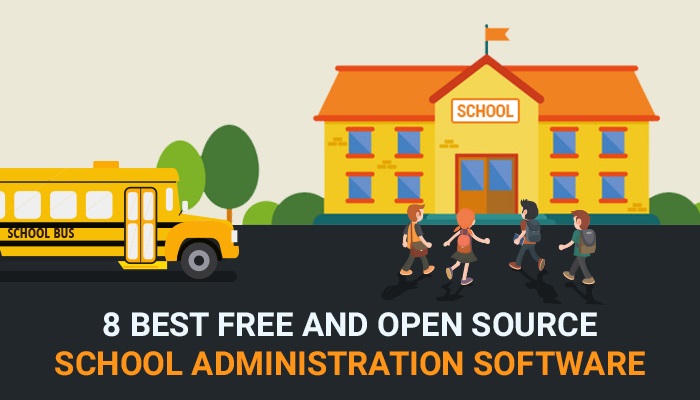 SCHOOL
SCHOOL BUS
8 BEST FREE AND OPEN SOURCE
SCHOOL ADMINISTRATION SOFTWARE